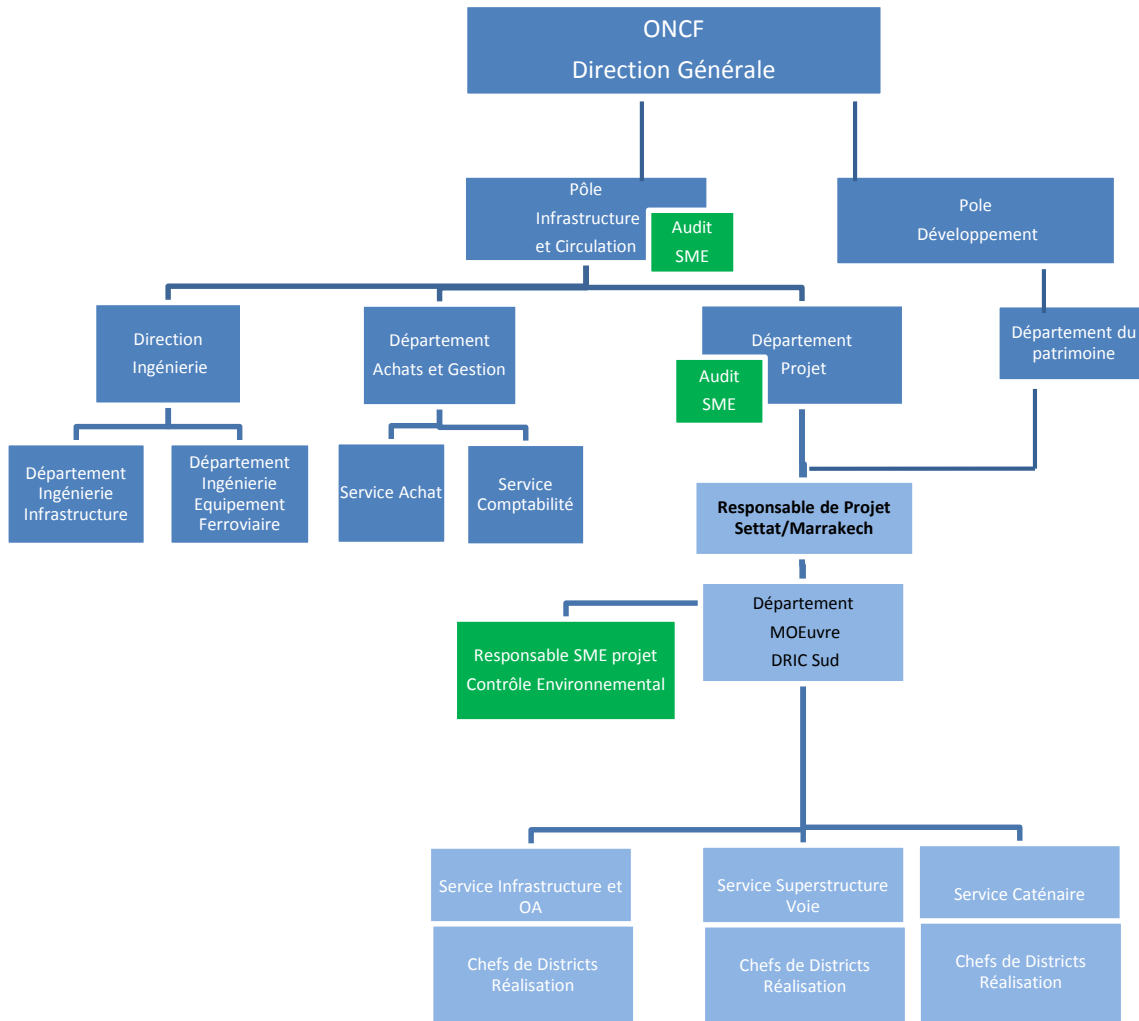 ONCF
Direction Générale
Pôle
Infrastructure
et Circulation
Audit
SME
Pole
Développement
Direction
Ingénierie
Département
Achats et Gestion
Département
Projet
Audit
SME
Département du
patrimoine
Département
Ingénierie
Infrastructure
Département
Ingénierie
Equipement
Ferroviaire
Service Achat
Service
Comptabilité
Responsable de Projet
Settat/Marrakech
Département
MOEuvre
DRIC Sud
Responsable SME projet
Contrôle Environnemental
Service Infrastructure et
OA
Service Superstructure
Voie
Service Caténaire
Chefs de Districts
Réalisation
Chefs de Districts
Réalisation
Chefs de Districts
Réalisation